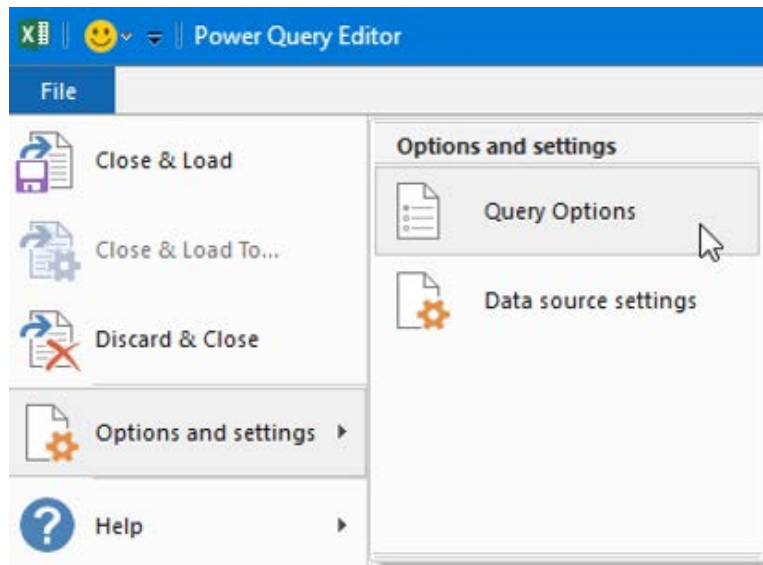 Power Query Editor
File
Close & Load
Close & Load To...
Discard & Close
Options and settings
Help
Options and settings
Query Options
Data source settings